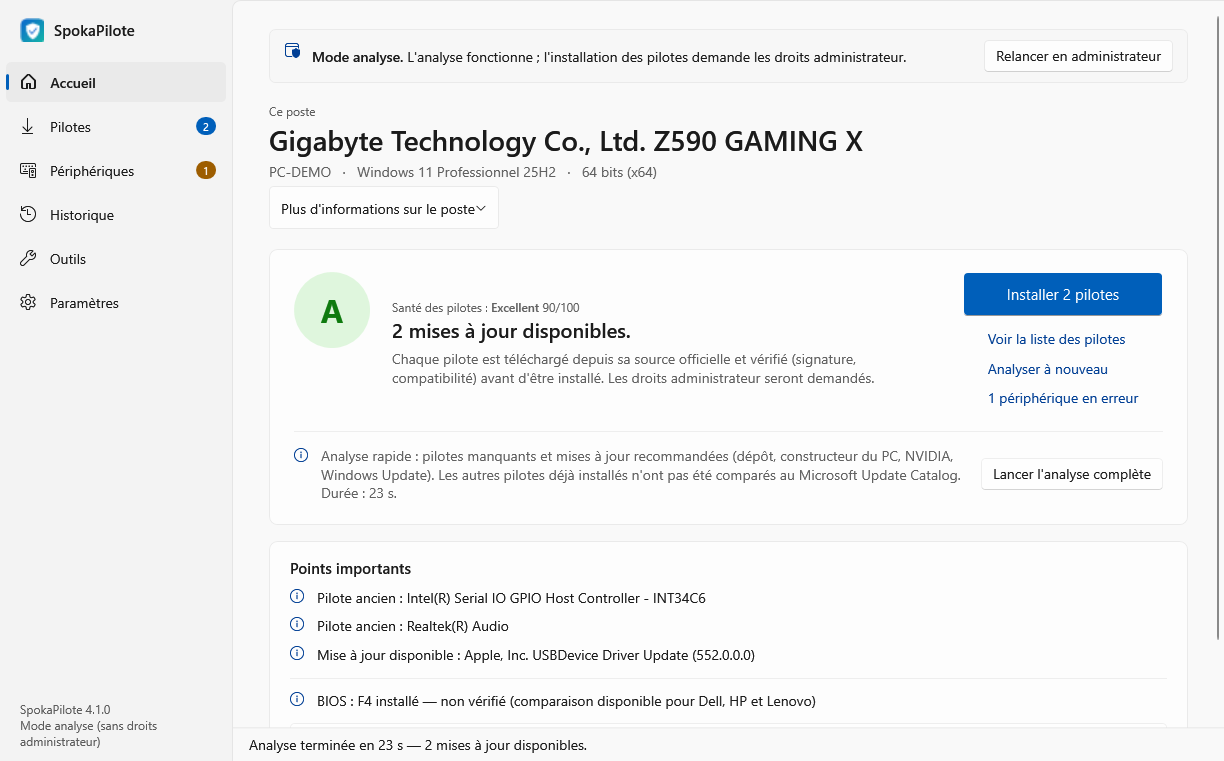 SpokaPilote
Accueil
Pilotes
2
Périphériques
1
Historique
Outils
Paramètres
SpokaPilote 4.1.0
Mode analyse (sans droits
administrateur)
Mode analyse. L'analyse fonctionne ; l'installation des pilotes demande les droits administrateur.
Relancer en administrateur
Ce poste
Gigabyte Technology Co., Ltd. Z590 GAMING X
PC-DEMO · Windows 11 Professionnel 25H2 · 64 bits (x64)
Plus d'informations sur le poste
A
Santé des pilotes : Excellent 90/100
2 mises à jour disponibles.
Chaque pilote est téléchargé depuis sa source officielle et vérifié (signature,
compatibilité) avant d'être installé. Les droits administrateur seront demandés.
Installer 2 pilotes
Voir la liste des pilotes
Analyser à nouveau
1 périphérique en erreur
Analyse rapide : pilotes manquants et mises à jour recommandées (dépôt, constructeur du PC, NVIDIA,
Windows Update). Les autres pilotes déjà installés n'ont pas été comparés au Microsoft Update Catalog.
Durée : 23 s.
Lancer l'analyse complète
Points importants
Pilote ancien : Intel(R) Serial IO GPIO Host Controller - INT34C6
Pilote ancien : Realtek(R) Audio
Mise à jour disponible : Apple, Inc. USBDevice Driver Update (552.0.0.0)
BIOS : F4 installé — non vérifié (comparaison disponible pour Dell, HP et Lenovo)
Analyse terminée en 23 s — 2 mises à jour disponibles.